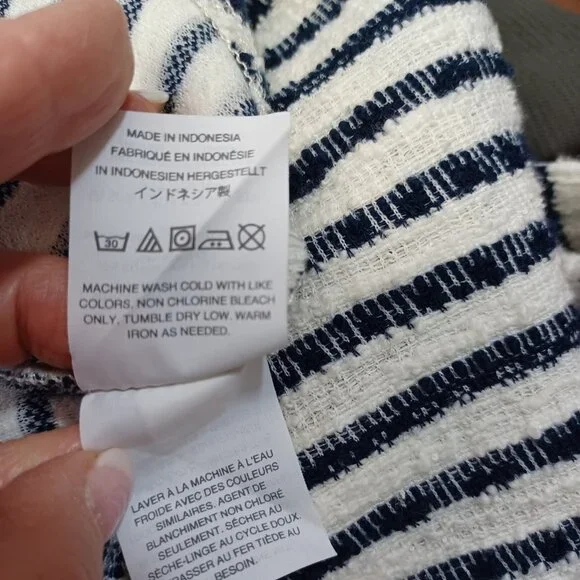 MADE IN INDONESIA
FABRIQUÉ EN INDONÉSIE
IN INDONESIEN HERGESTELLT
インドネシア製
30
MACHINE WASH COLD WITH LIKE
COLORS, NON CHLORINE BLEACH
ONLY. TUMBLE DRY LOW. WARM
IRON AS NEEDED.
LAVER À LA MACHINE À L'EAU
FROIDE AVEC DES COULEURS
SIMILAIRES. AGENT DE
BLANCHIMENT NON CHLORÉ
SEULEMENT. SÉCHER AU
SÈCHE-LINGE AU CYCLE DOUX.
REPASSER AU FER TIÈDE AU
BESOIN.